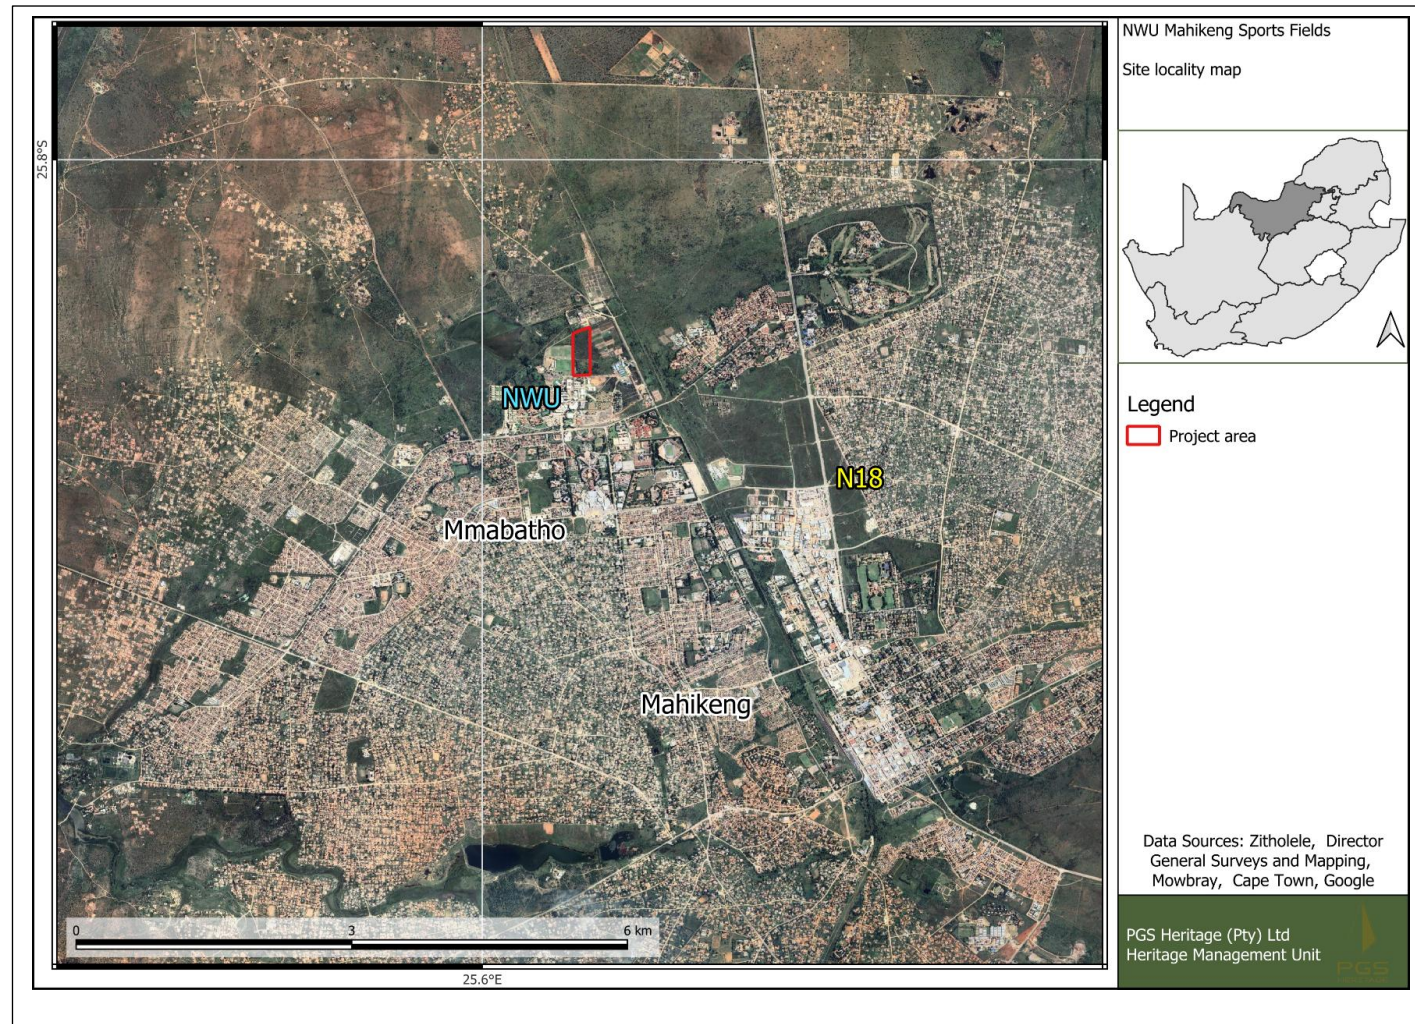 NWU Mahikeng Sports Fields
Site locality map
25.8°S
NWU
N18
Mmabatho
Mahikeng
0 3 6 km
25.6°E
Legend
Project area
Data Sources: Zitholele, Director
General Surveys and Mapping,
Mowbray, Cape Town, Google
PGS Heritage (Pty) Ltd
Heritage Management Unit
PGS